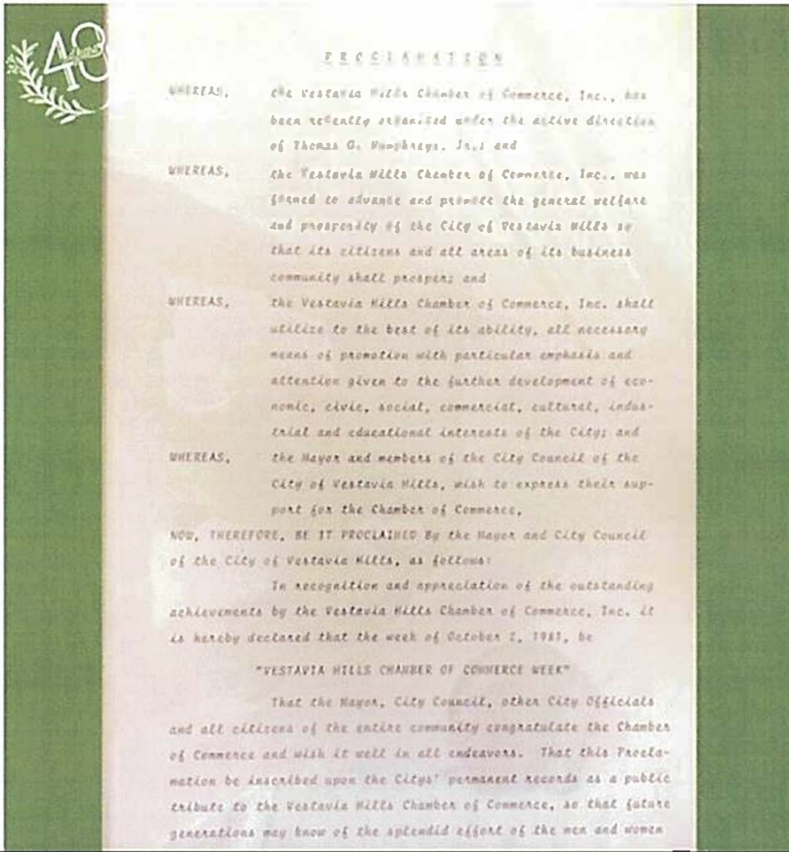 40
years
PROCLAMATION
WHEREAS, the Vestavia Hills Chamber of Commerce, Inc., has
been recently organized under the active direction
of Thomas G. Humphreys, Jr.; and
WHEREAS, the Vestavia Hills Chamber of Commerce, Inc., was
formed to advance and promote the general welfare
and prosperity of the City of Vestavia Hills so
that its citizens and all areas of its business
community shall prosper; and
WHEREAS, the Vestavia Hills Chamber of Commerce, Inc. shall
utilize to the best of its ability, all necessary
means of promotion with particular emphasis and
attention given to the further development of eco-
nomic, civic, social, commercial, cultural, indus-
trial and educational interests of the City; and
WHEREAS, the Mayor and members of the City Council of the
City of Vestavia Hills, wish to express their sup-
port for the Chamber of Commerce,
NOW, THEREFORE, BE IT PROCLAIMED By the Mayor and City Council
of the City of Vestavia Hills, as follows:
In recognition and appreciation of the outstanding
achievements by the Vestavia Hills Chamber of Commerce, Inc. it
is hereby declared that the week of October 2, 1981, be
"VESTAVIA HILLS CHAMBER OF COMMERCE WEEK"
That the Mayor, City Council, other City Officials
and all citizens of the entire community congratulate the Chamber
of Commerce and wish it well in all endeavors. That this Procla-
mation be inscribed upon the Citys' permanent records as a public
tribute to the Vestavia Hills Chamber of Commerce, so that future
generations may know of the splendid effort of the men and women